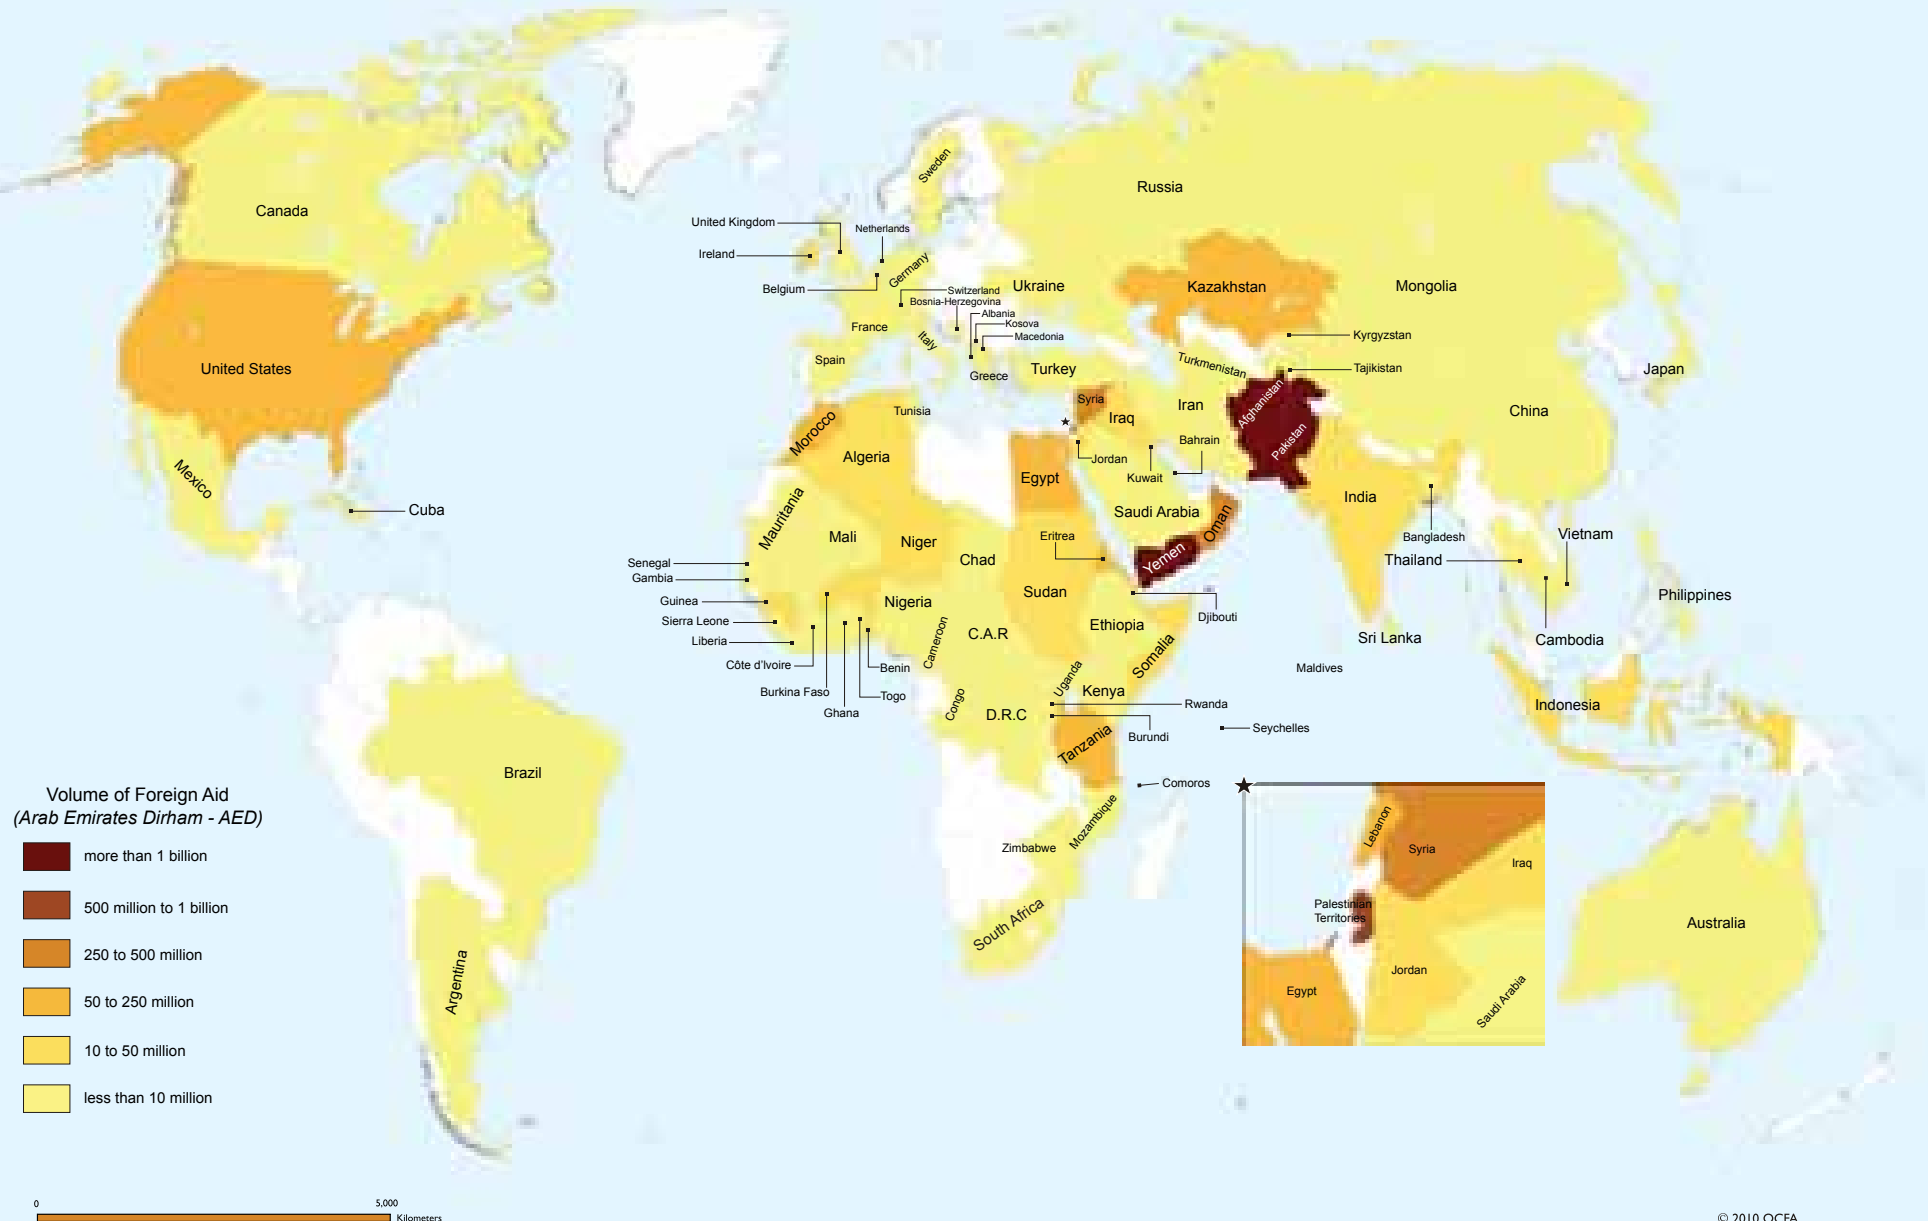 Canada
United States
Mexico
Cuba
Brazil
Argentina
Sweden
United Kingdom
Netherlands
Ireland
Germany
Belgium
Switzerland
Bosnia-Herzegovina
Albania
Kosova
Macedonia
France
Italy
Spain
Greece
Ukraine
Turkey
Russia
Kazakhstan
Mongolia
Kyrgyzstan
Turkmenistan
Tajikistan
Japan
China
Afghanistan
Pakistan
Iran
Syria
Iraq
Bahrain
Jordan
Kuwait
Saudi Arabia
Oman
Yemen
India
Bangladesh
Thailand
Vietnam
Cambodia
Philippines
Sri Lanka
Maldives
Indonesia
Australia
Tunisia
Morocco
Algeria
Egypt
Mauritania
Mali
Niger
Chad
Eritrea
Sudan
Senegal
Gambia
Guinea
Sierra Leone
Liberia
Côte d'Ivoire
Burkina Faso
Ghana
Togo
Benin
Nigeria
Cameroon
C.A.R
Ethiopia
Djibouti
Somalia
Uganda
Kenya
Congo
D.R.C
Rwanda
Burundi
Seychelles
Tanzania
Comoros
Mozambique
Zimbabwe
South Africa
Lebanon
Syria
Iraq
Palestinian
Territories
Jordan
Egypt
Saudi Arabia
Volume of Foreign Aid
(Arab Emirates Dirham - AED)
more than 1 billion
500 million to 1 billion
250 to 500 million
50 to 250 million
10 to 50 million
less than 10 million
0 5,000
Kilometers
© 2010 OCFA